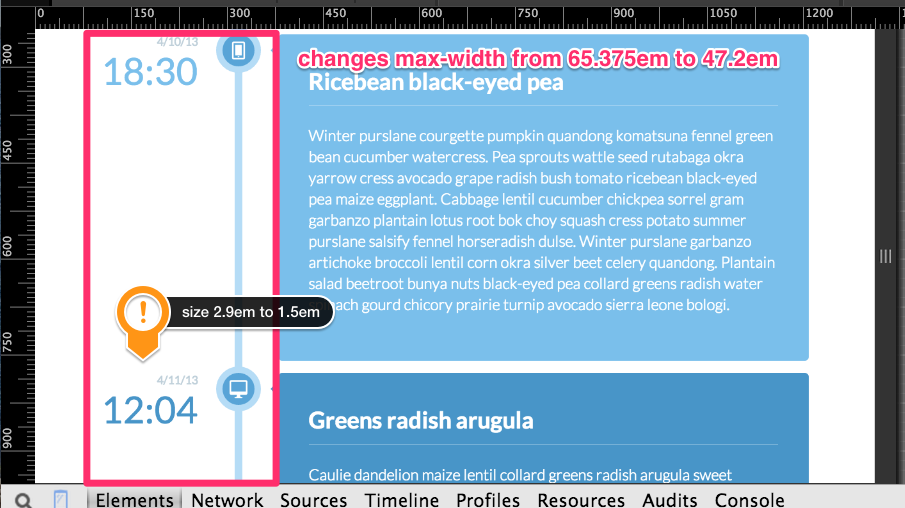 0 150 300 450 600 750 900 1050 1200
300
450
600
750
900
4/10/13
18:30
changes max-width from 65.375em to 47.2em
Ricebean black-eyed pea
Winter purslane courgette pumpkin quandong komatsuna fennel green
bean cucumber watercress. Pea sprouts wattle seed rutabaga okra
yarrow cress avocado grape radish bush tomato ricebean black-eyed
pea maize eggplant. Cabbage lentil cucumber chickpea sorrel gram
garbanzo plantain lotus root bok choy squash cress potato summer
purslane salsify fennel horseradish dulse. Winter purslane garbanzo
artichoke broccoli lentil corn okra silver beet celery quandong. Plantain
salad beetroot bunya nuts black-eyed pea collard greens radish water
ach gourd chicory prairie turnip avocado sierra leone bologi.
!
size 2.9em to 1.5em
4/11/13
12:04
Greens radish arugula
Caulie dandelion maize lentil collard greens radish arugula sweet
Elements Network Sources Timeline Profiles Resources Audits Console